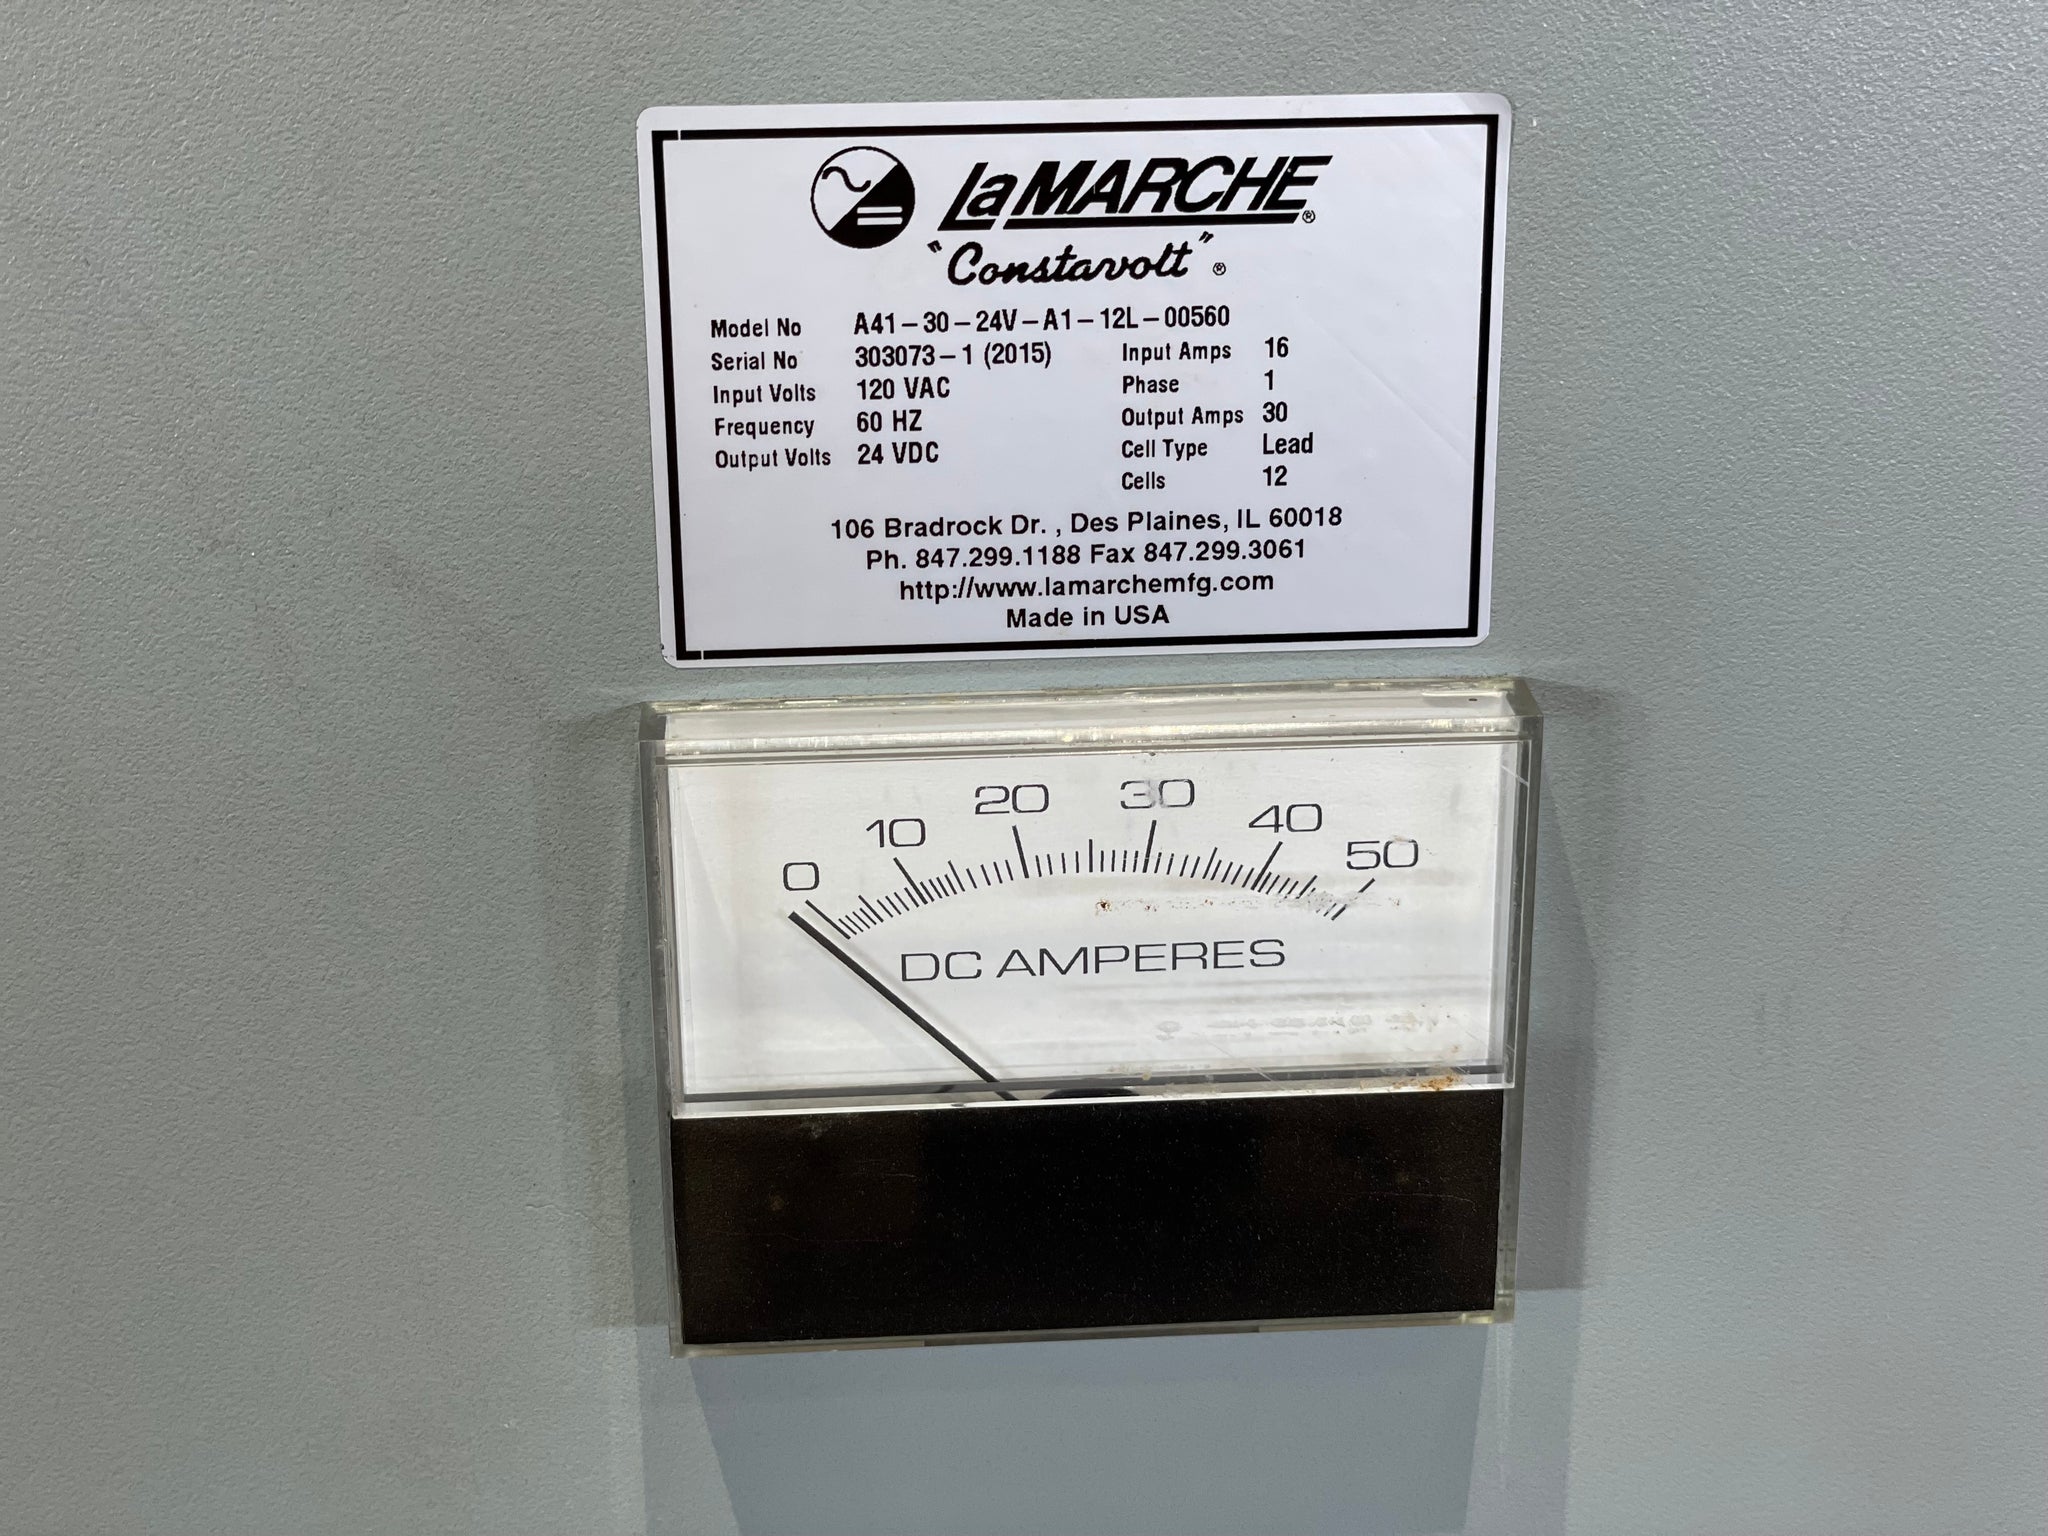 LaMARCHE®
"Constavolt"®
Model No A41-30-24V-A1-12L-00560
Serial No 303073-1 (2015) Input Amps 16
Input Volts 120 VAC Phase 1
Frequency 60 HZ Output Amps 30
Output Volts 24 VDC Cell Type Lead
Cells 12
106 Bradrock Dr. , Des Plaines, IL 60018
Ph. 847.299.1188 Fax 847.299.3061
http://www.lamarchemfg.com
Made in USA
0 10 20 30 40 50
DC AMPERES